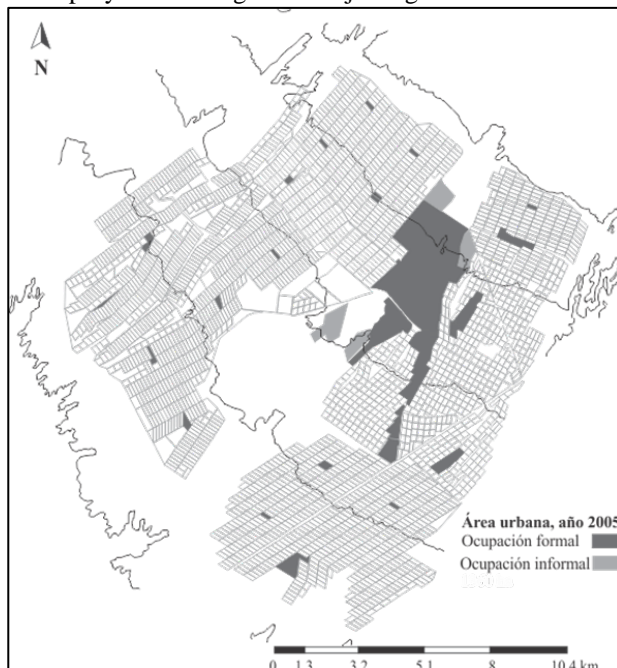 N
Área urbana, año 2005
Ocupación formal
Ocupación informal
0 1.3 3.2 5.1 8 10.4 km